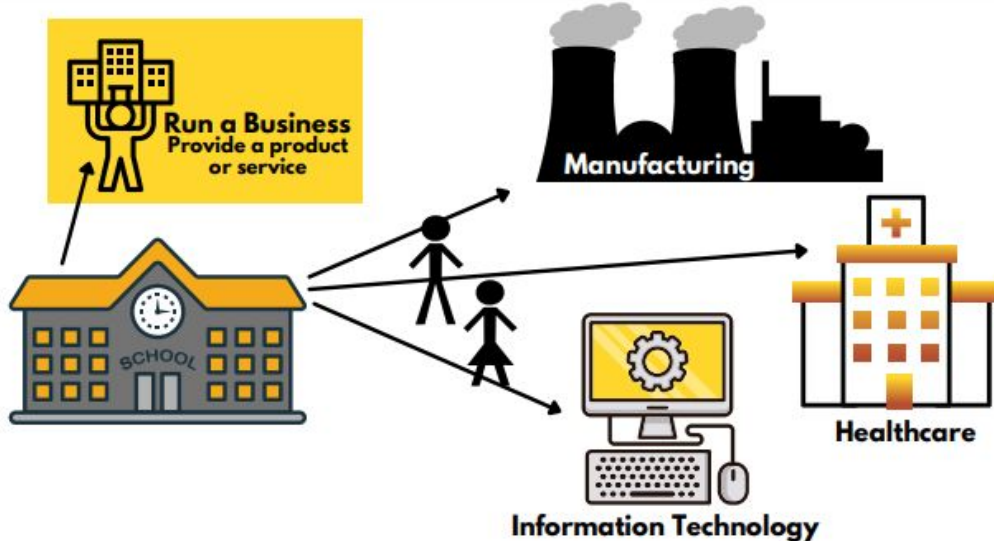 Run a Business
Provide a product
or service
Manufacturing
SCHOOL
Healthcare
Information Technology